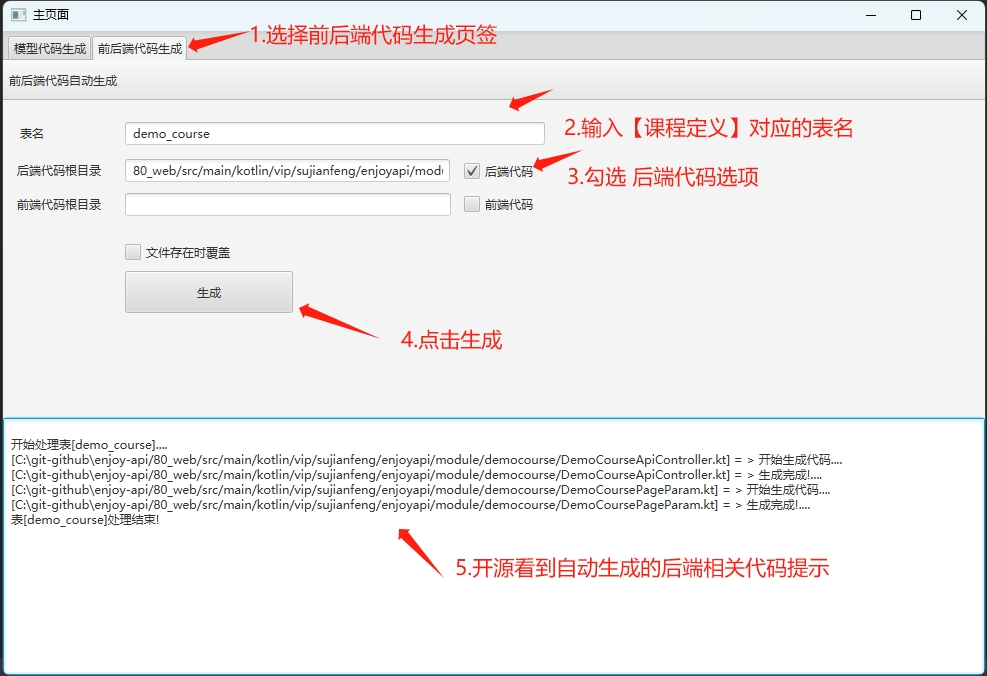 主页面
模型代码生成 前后端代码生成 1.选择前后端代码生成页签
前后端代码自动生成
表名 demo_course 2.输入【课程定义】对应的表名
后端代码根目录 80_web/src/main/kotlin/vip/sujianfeng/enjoyapi/modu 后端代码 3.勾选 后端代码选项
前端代码根目录 前端代码
文件存在时覆盖
生成
4.点击生成
开始处理表[demo_course]....
[C:\git-github\enjoy-api/80_web/src/main/kotlin/vip/sujianfeng/enjoyapi/module/democourse/DemoCourseApiController.kt] = > 开始生成代码....
[C:\git-github\enjoy-api/80_web/src/main/kotlin/vip/sujianfeng/enjoyapi/module/democourse/DemoCourseApiController.kt] = > 生成完成!....
[C:\git-github\enjoy-api/80_web/src/main/kotlin/vip/sujianfeng/enjoyapi/module/democourse/DemoCoursePageParam.kt] = > 开始生成代码....
[C:\git-github\enjoy-api/80_web/src/main/kotlin/vip/sujianfeng/enjoyapi/module/democourse/DemoCoursePageParam.kt] = > 生成完成!....
表[demo_course]处理结束!
5.开源看到自动生成的后端相关代码提示